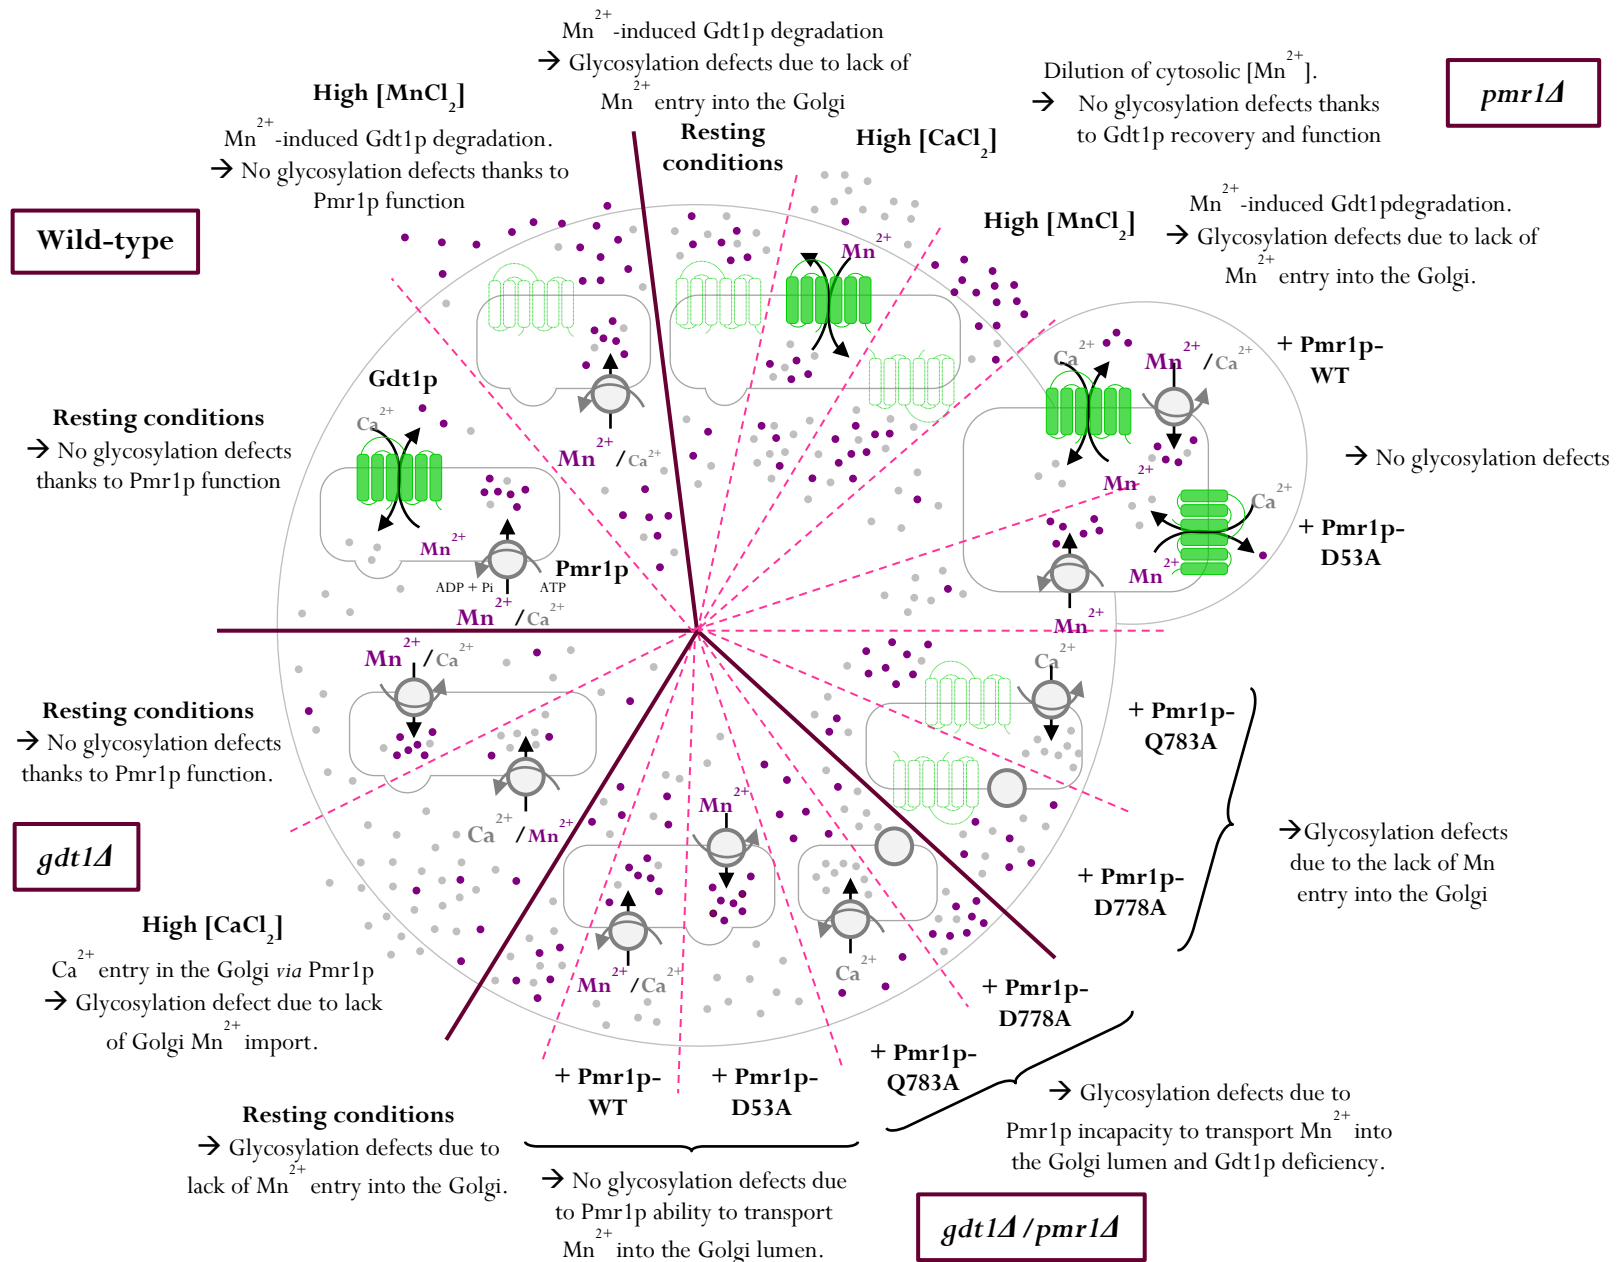 Wild-type
High [MnCl2]
Mn2+-induced Gdt1p degradation.
→ No glycosylation defects thanks to
Pmr1p function
Resting conditions
→ No glycosylation defects
thanks to Pmr1p function
Gdt1p
Ca2+
Mn2+
Pmr1p
ADP + Pi
ATP
Mn2+/Ca2+
Mn2+/Ca2+
pmr1Δ
Mn2+-induced Gdt1p degradation
→ Glycosylation defects due to lack of
Mn2+ entry into the Golgi
Resting
conditions
High [CaCl2]
Dilution of cytosolic [Mn2+].
→ No glycosylation defects thanks
to Gdt1p recovery and function
Mn2+
High [MnCl2]
Mn2+-induced Gdt1pdegradation.
→ Glycosylation defects due to lack of
Mn2+ entry into the Golgi.
+ Pmr1p-
WT
Ca2+
Mn2+/Ca2+
Mn2+
→ No glycosylation defects
+ Pmr1p-
D53A
Ca2+
Mn2+
Mn2+
Ca2+
+ Pmr1p-
Q783A
+ Pmr1p-
D778A
→Glycosylation defects
due to the lack of Mn
entry into the Golgi
gdt1Δ
Resting conditions
→ No glycosylation defects
thanks to Pmr1p function.
Mn2+/Ca2+
Ca2+/Mn2+
High [CaCl2]
Ca2+ entry in the Golgi via Pmr1p
→ Glycosylation defect due to lack
of Golgi Mn2+ import.
Mn2+
Mn2+/Ca2+
Ca2+
Resting conditions
→ Glycosylation defects due to
lack of Mn2+ entry into the Golgi.
+ Pmr1p-
WT
+ Pmr1p-
D53A
→ No glycosylation defects due
to Pmr1p ability to transport
Mn2+ into the Golgi lumen.
+ Pmr1p-
Q783A
+ Pmr1p-
D778A
→ Glycosylation defects due to
Pmr1p incapacity to transport Mn2+ into
the Golgi lumen and Gdt1p deficiency.
gdt1Δ/pmr1Δ